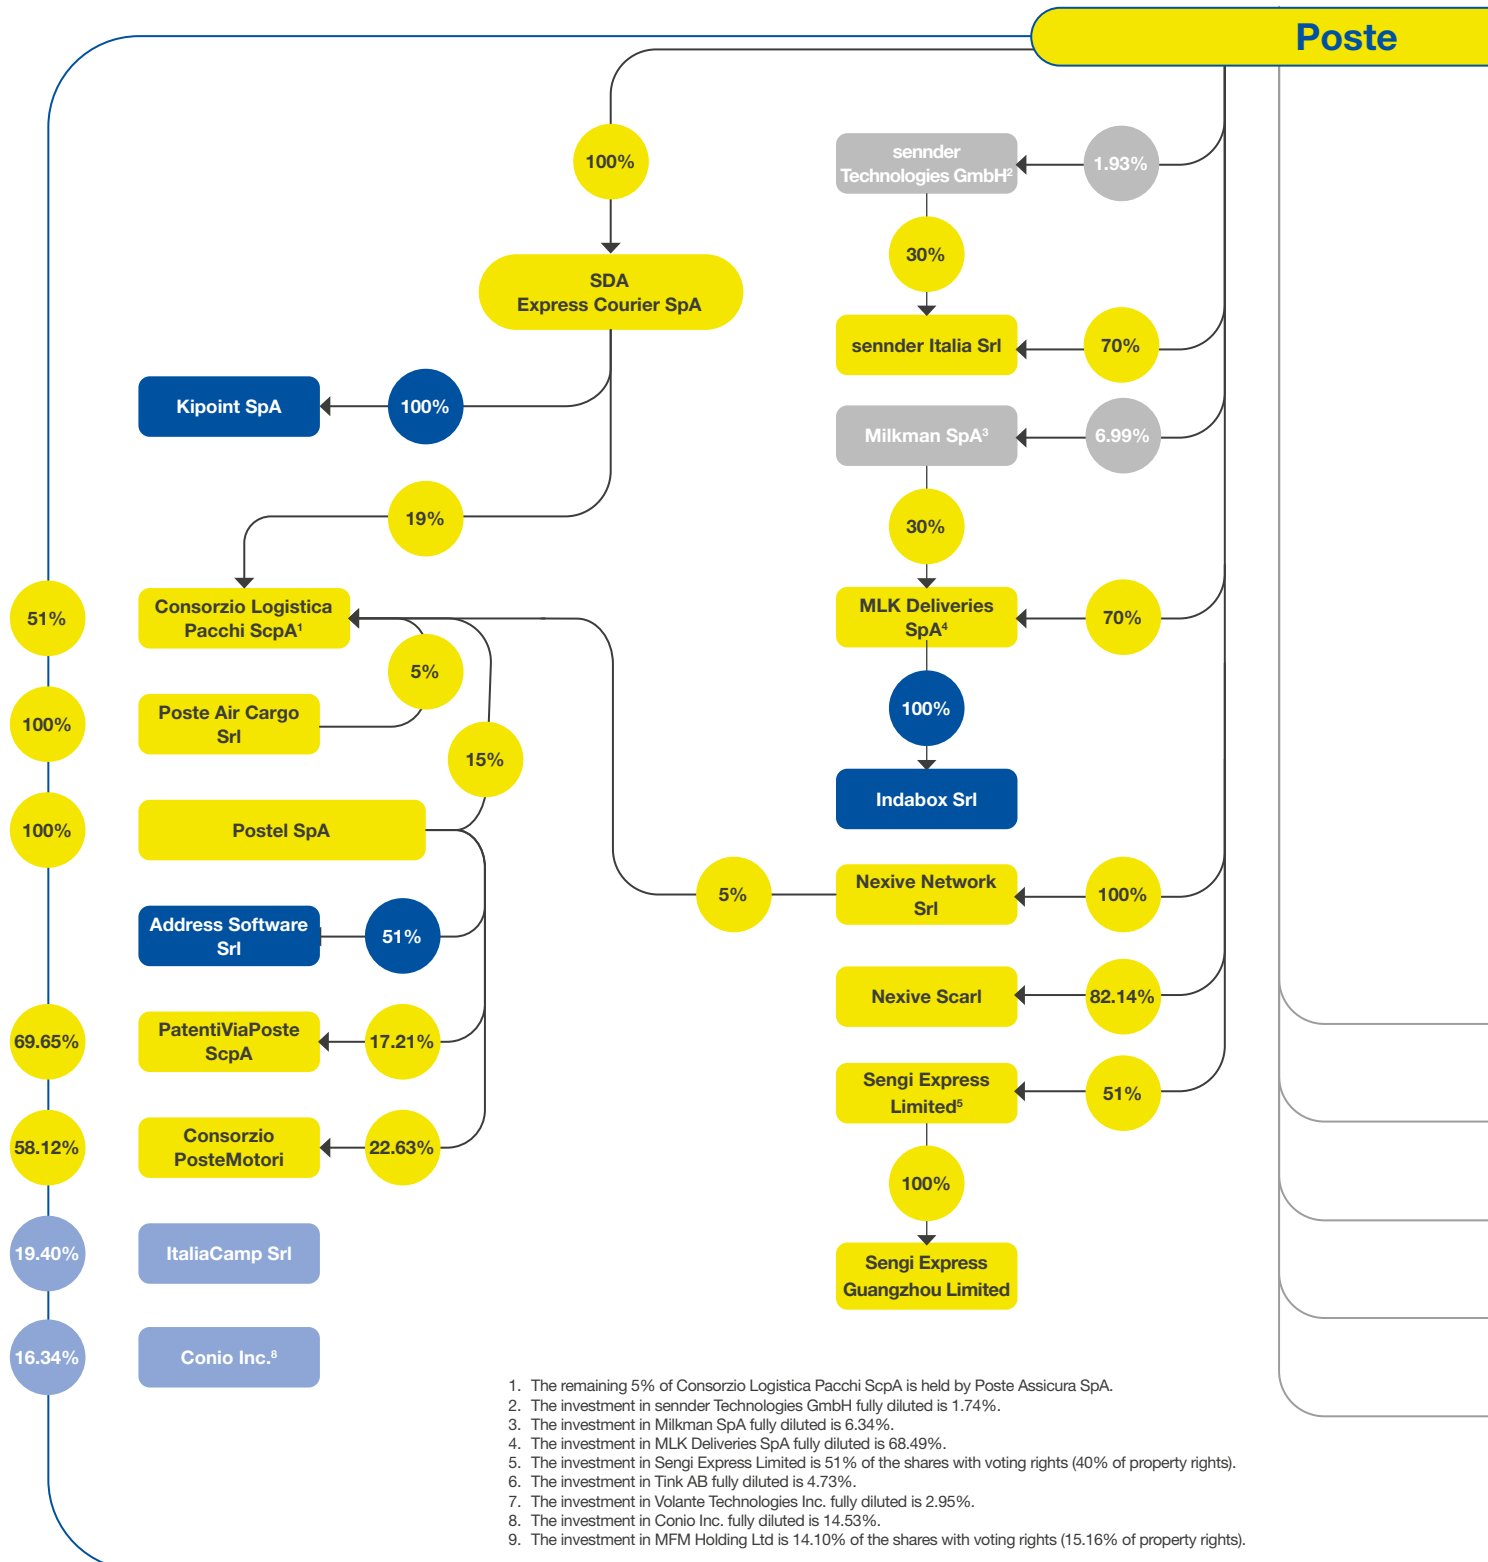 Poste
100%
SDA
Express Courier SpA
Kipoint SpA
100%
19%
51%
Consorzio Logistica
Pacchi ScpA¹
5%
100%
Poste Air Cargo
Srl
15%
100%
Postel SpA
Address Software
Srl
51%
69.65%
PatentiViaPoste
ScpA
17.21%
58.12%
Consorzio
PosteMotori
22.63%
19.40%
ItaliaCamp Srl
16.34%
Conio Inc.⁸
sennder
Technologies GmbH²
1.93%
30%
sennder Italia Srl
70%
Milkman SpA³
6.99%
30%
MLK Deliveries
SpA⁴
70%
100%
Indabox Srl
5%
Nexive Network
Srl
100%
Nexive Scarl
82.14%
Sengi Express
Limited⁵
51%
100%
Sengi Express
Guangzhou Limited
1. The remaining 5% of Consorzio Logistica Pacchi ScpA is held by Poste Assicura SpA.
2. The investment in sennder Technologies GmbH fully diluted is 1.74%.
3. The investment in Milkman SpA fully diluted is 6.34%.
4. The investment in MLK Deliveries SpA fully diluted is 68.49%.
5. The investment in Sengi Express Limited is 51% of the shares with voting rights (40% of property rights).
6. The investment in Tink AB fully diluted is 4.73%.
7. The investment in Volante Technologies Inc. fully diluted is 2.95%.
8. The investment in Conio Inc. fully diluted is 14.53%.
9. The investment in MFM Holding Ltd is 14.10% of the shares with voting rights (15.16% of property rights).